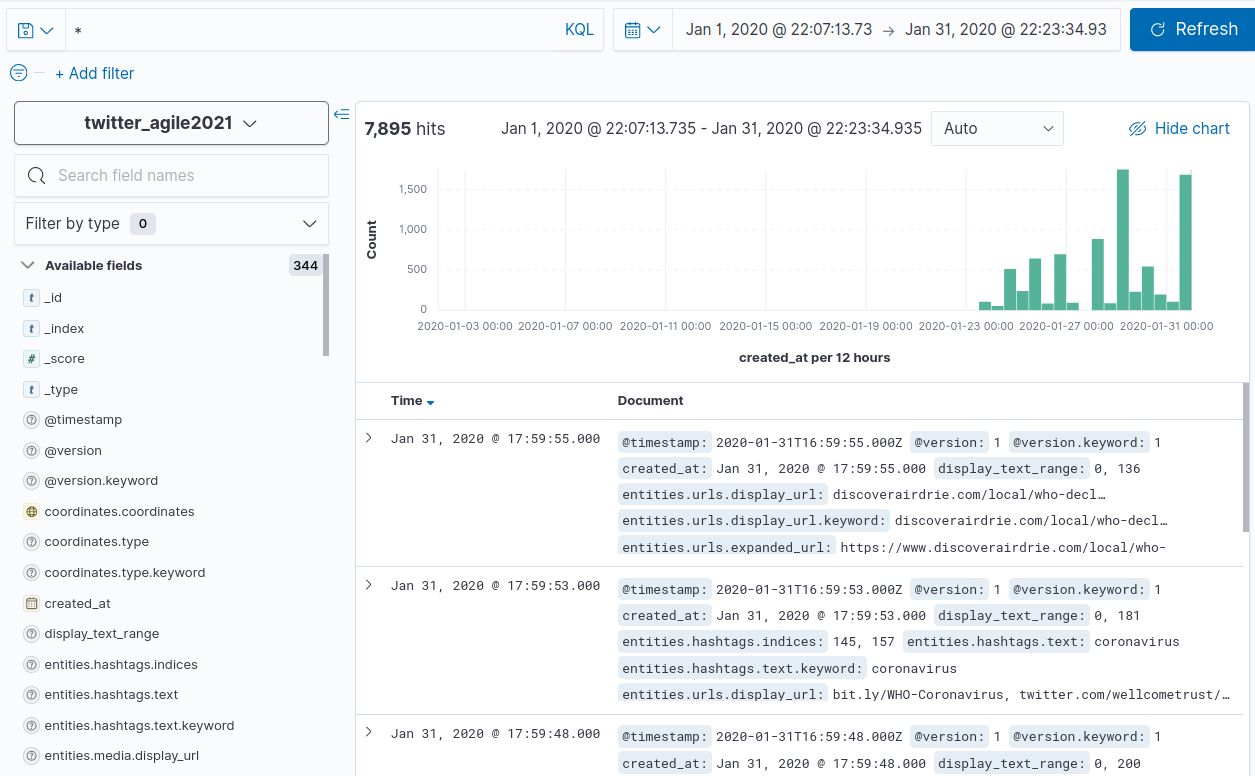 * KQL Jan 1, 2020 @ 22:07:13.73 → Jan 31, 2020 @ 22:23:34.93 Refresh
+ Add filter
twitter_agile2021
Search field names
Filter by type 0
Available fields 344
t _id
t _index
# _score
t _type
@timestamp
@version
@version.keyword
coordinates.coordinates
coordinates.type
coordinates.type.keyword
created_at
display_text_range
entities.hashtags.indices
entities.hashtags.text
entities.hashtags.text.keyword
entities.media.display_url
7,895 hits Jan 1, 2020 @ 22:07:13.735 - Jan 31, 2020 @ 22:23:34.935 Auto Hide chart
Count
1,500
1,000
500
0
2020-01-03 00:00 2020-01-07 00:00 2020-01-11 00:00 2020-01-15 00:00 2020-01-19 00:00 2020-01-23 00:00 2020-01-27 00:00 2020-01-31 00:00
created_at per 12 hours
Time Document
Jan 31, 2020 @ 17:59:55.000 @timestamp: 2020-01-31T16:59:55.000Z @version: 1 @version.keyword: 1
created_at: Jan 31, 2020 @ 17:59:55.000 display_text_range: 0, 136
entities.urls.display_url: discoverairdrie.com/local/who-decl…
entities.urls.display_url.keyword: discoverairdrie.com/local/who-decl…
entities.urls.expanded_url: https://www.discoverairdrie.com/local/who-
Jan 31, 2020 @ 17:59:53.000 @timestamp: 2020-01-31T16:59:53.000Z @version: 1 @version.keyword: 1
created_at: Jan 31, 2020 @ 17:59:53.000 display_text_range: 0, 181
entities.hashtags.indices: 145, 157 entities.hashtags.text: coronavirus
entities.hashtags.text.keyword: coronavirus
entities.urls.display_url: bit.ly/WHO-Coronavirus, twitter.com/wellcometrust/…
Jan 31, 2020 @ 17:59:48.000 @timestamp: 2020-01-31T16:59:48.000Z @version: 1 @version.keyword: 1
created_at: Jan 31, 2020 @ 17:59:48.000 display_text_range: 0, 200